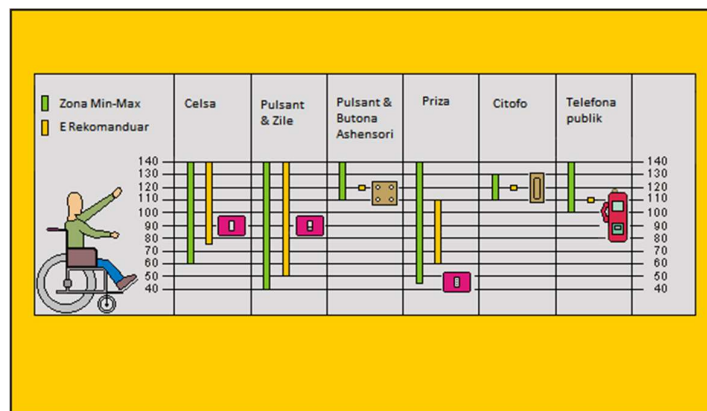 Zona Min-Max
E Rekomanduar
Celsa
Pulsant
& Zile
Pulsant &
Butona
Ashensori
Priza
Citofo
Telefona
publik
140 140
130 130
120 120
110 110
100 100
90 90
80 80
70 70
60 60
50 50
40 40